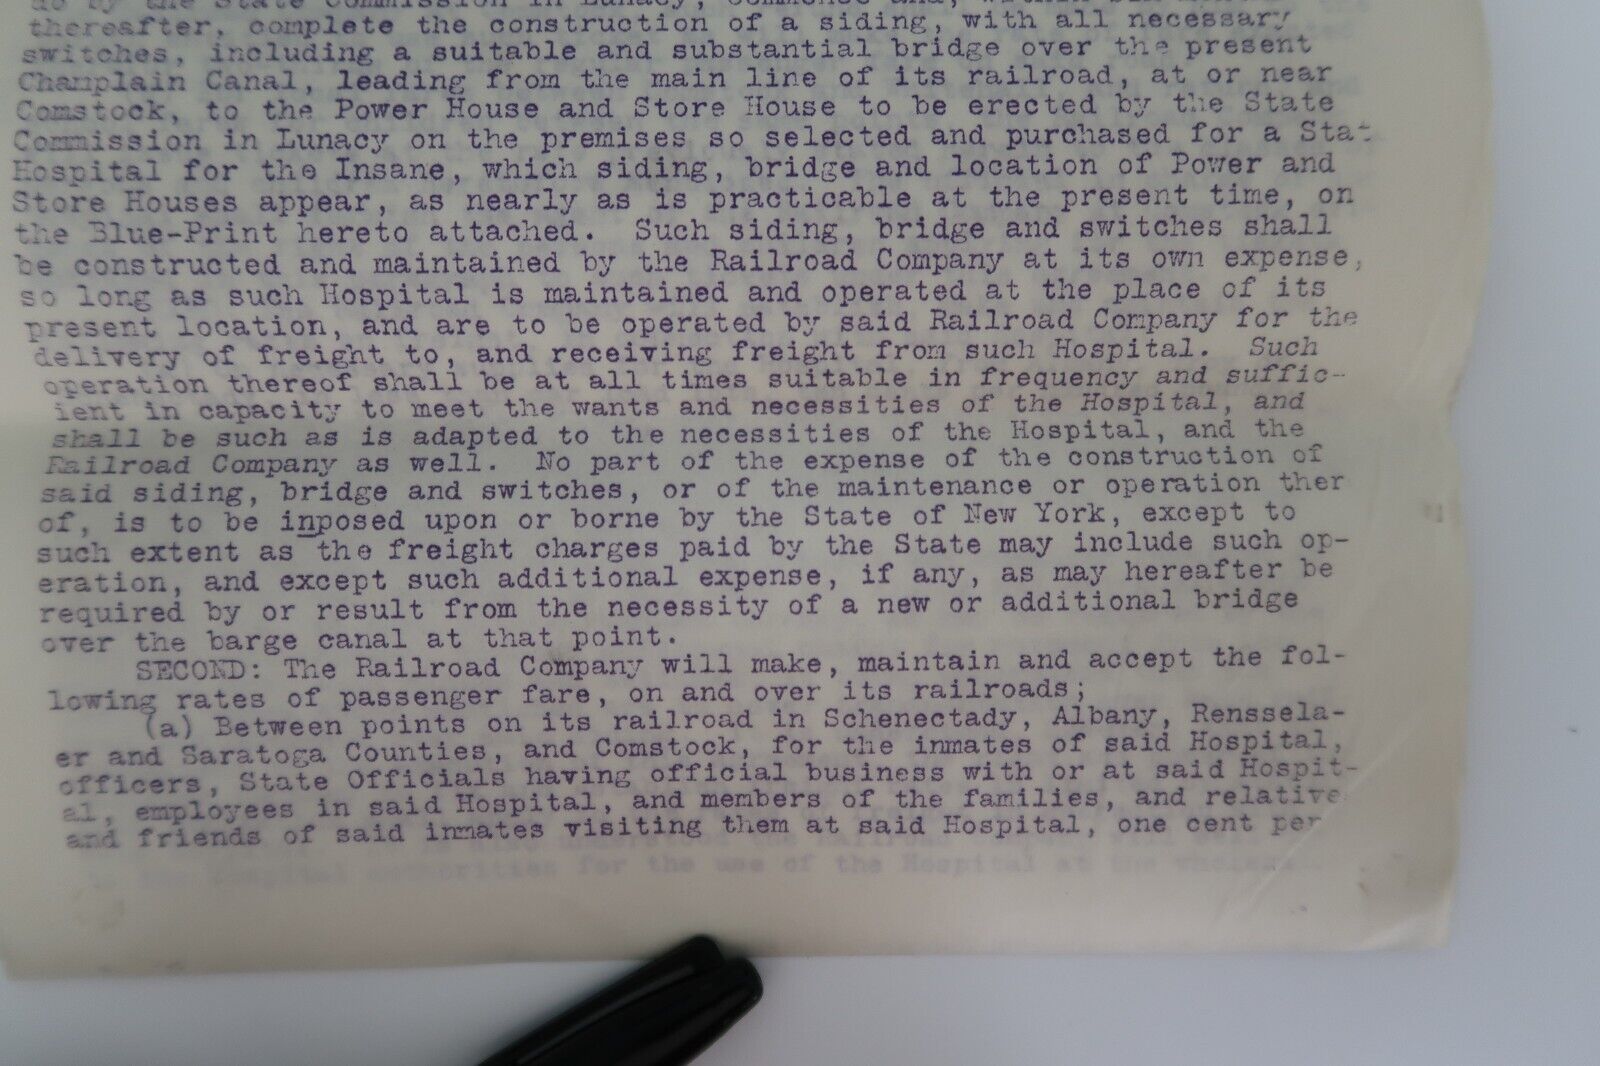 do by the State Commission in Lunacy, commence and, within
thereafter, complete the construction of a siding, with all necessary
switches, including a suitable and substantial bridge over the present
Champlain Canal, leading from the main line of its railroad, at or near
Comstock, to the Power House and Store House to be erected by the State
Commission in Lunacy on the premises so selected and purchased for a Stat
Hospital for the Insane, which siding, bridge and location of Power and
Store Houses appear, as nearly as is practicable at the present time, on
the Blue-Print hereto attached. Such siding, bridge and switches shall
be constructed and maintained by the Railroad Company at its own expense,
so long as such Hospital is maintained and operated at the place of its
present location, and are to be operated by said Railroad Company for the
delivery of freight to, and receiving freight from such Hospital. Such
operation thereof shall be at all times suitable in frequency and suffic-
ient in capacity to meet the wants and necessities of the Hospital, and
shall be such as is adapted to the necessities of the Hospital, and the
Railroad Company as well. No part of the expense of the construction of
said siding, bridge and switches, or of the maintenance or operation ther
of, is to be inposed upon or borne by the State of New York, except to
such extent as the freight charges paid by the State may include such op-
eration, and except such additional expense, if any, as may hereafter be
required by or result from the necessity of a new or additional bridge
over the barge canal at that point.
SECOND: The Railroad Company will make, maintain and accept the fol-
lowing rates of passenger fare, on and over its railroads;
(a) Between points on its railroad in Schenectady, Albany, Renssela-
er and Saratoga Counties, and Comstock, for the inmates of said Hospital,
officers, State Officials having official business with or at said Hospit-
al, employees in said Hospital, and members of the families, and relative
and friends of said inmates visiting them at said Hospital, one cent per